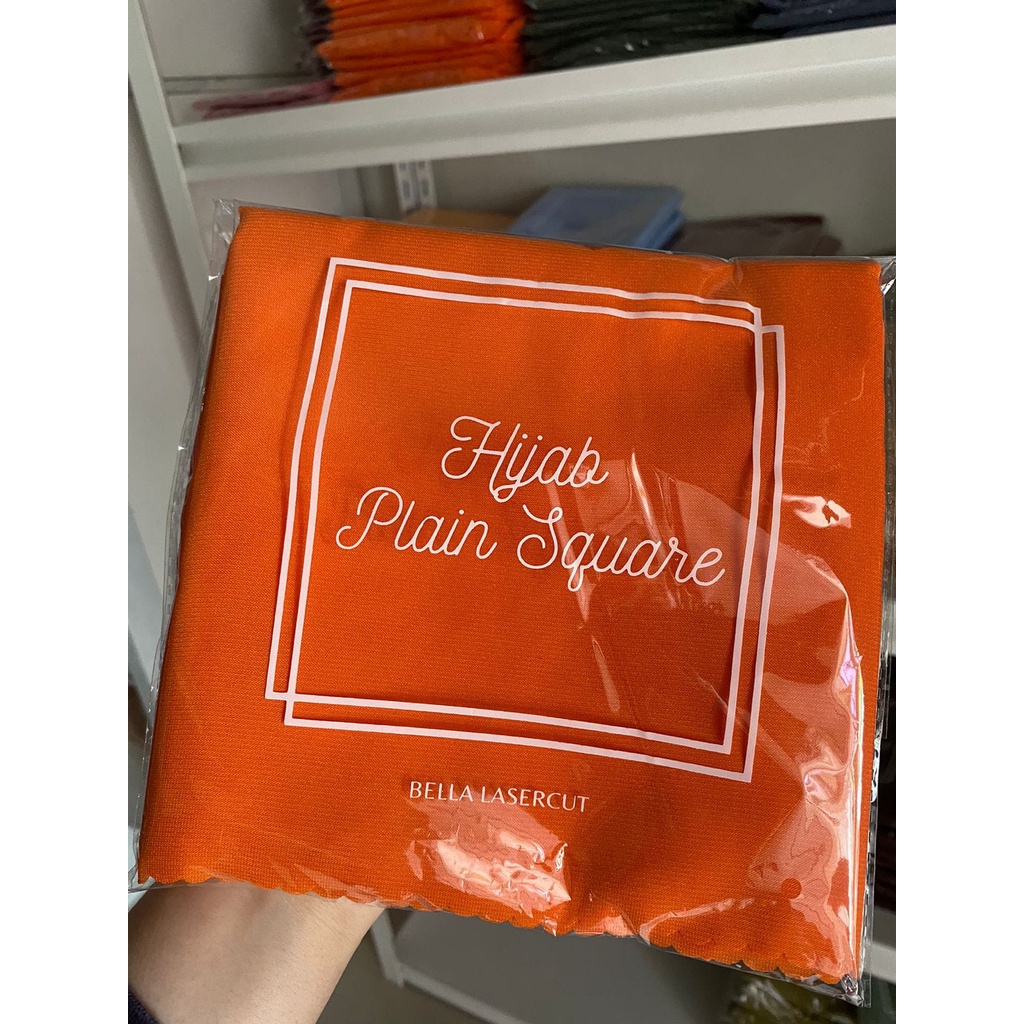 Hijab
Plain Square
BELLA LASERCUT